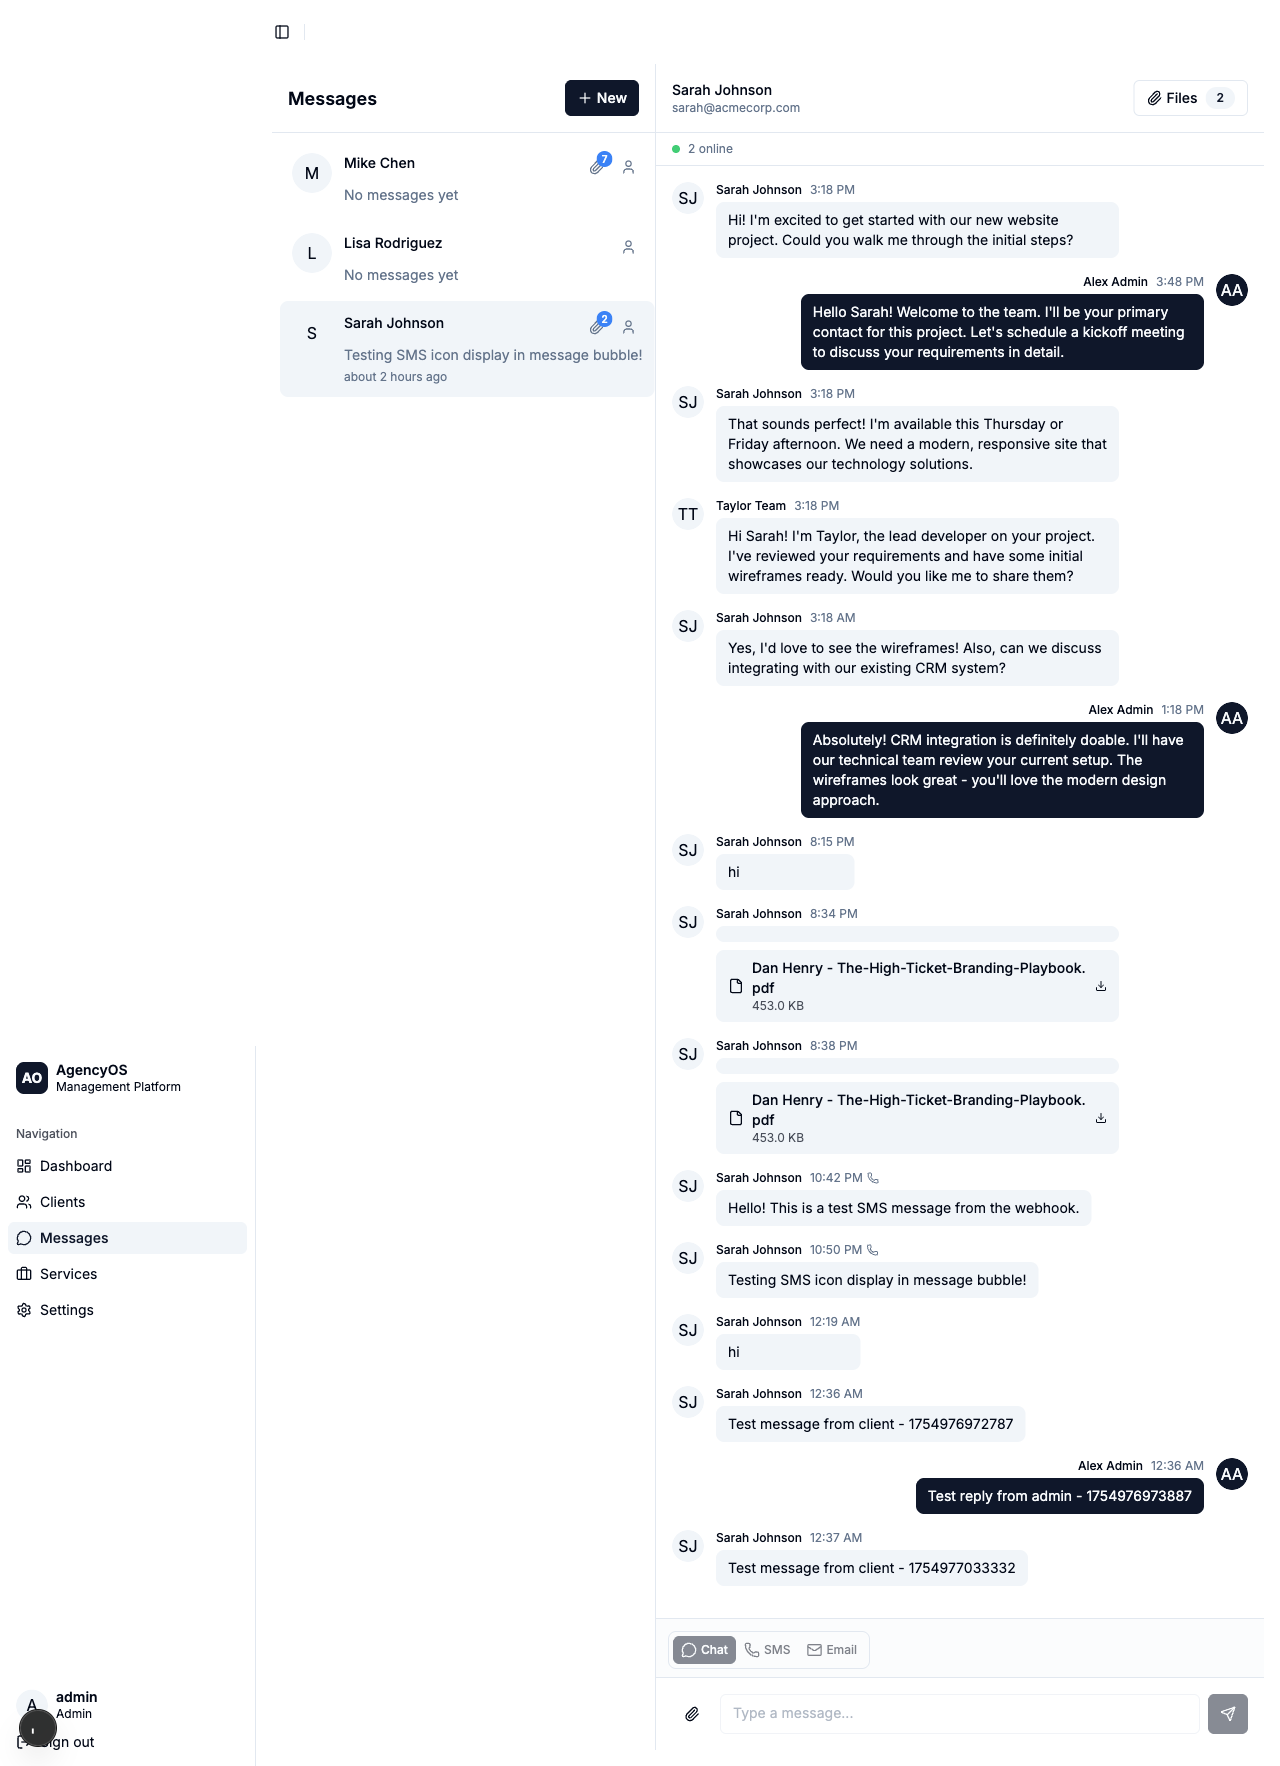 Messages
New
Mike Chen
7
No messages yet
Lisa Rodriguez
No messages yet
Sarah Johnson
2
Testing SMS icon display in message bubble!
about 2 hours ago
AO
AgencyOS
Management Platform
Navigation
Dashboard
Clients
Messages
Services
Settings
A
admin
Admin
Sarah Johnson
sarah@acmecorp.com
Files 2
2 online
SJ
Sarah Johnson 3:18 PM
Hi! I'm excited to get started with our new website
project. Could you walk me through the initial steps?
Alex Admin 3:48 PM
AA
Hello Sarah! Welcome to the team. I'll be your primary
contact for this project. Let's schedule a kickoff meeting
to discuss your requirements in detail.
SJ
Sarah Johnson 3:18 PM
That sounds perfect! I'm available this Thursday or
Friday afternoon. We need a modern, responsive site that
showcases our technology solutions.
TT
Taylor Team 3:18 PM
Hi Sarah! I'm Taylor, the lead developer on your project.
I've reviewed your requirements and have some initial
wireframes ready. Would you like me to share them?
SJ
Sarah Johnson 3:18 AM
Yes, I'd love to see the wireframes! Also, can we discuss
integrating with our existing CRM system?
Alex Admin 1:18 PM
AA
Absolutely! CRM integration is definitely doable. I'll have
our technical team review your current setup. The
wireframes look great - you'll love the modern design
approach.
SJ
Sarah Johnson 8:15 PM
hi
SJ
Sarah Johnson 8:34 PM
Dan Henry - The-High-Ticket-Branding-Playbook.
pdf
453.0 KB
SJ
Sarah Johnson 8:38 PM
Dan Henry - The-High-Ticket-Branding-Playbook.
pdf
453.0 KB
SJ
Sarah Johnson 10:42 PM
Hello! This is a test SMS message from the webhook.
SJ
Sarah Johnson 10:50 PM
Testing SMS icon display in message bubble!
SJ
Sarah Johnson 12:19 AM
hi
SJ
Sarah Johnson 12:36 AM
Test message from client - 1754976972787
Alex Admin 12:36 AM
AA
Test reply from admin - 1754976973887
SJ
Sarah Johnson 12:37 AM
Test message from client - 1754977033332
Chat SMS Email
Type a message...
M
L
S
out